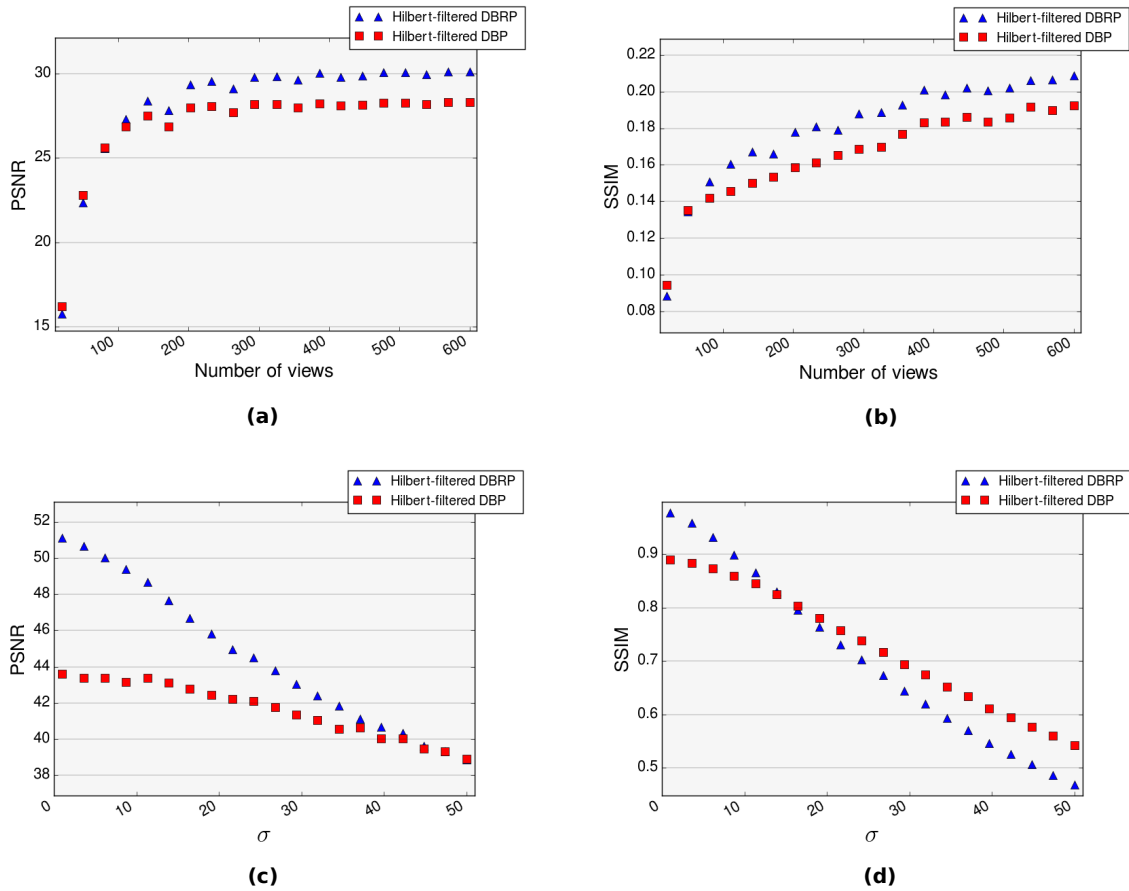 Hilbert-filtered DBRP
Hilbert-filtered DBP
30
25
20
15
PSNR
100
200
300
400
500
600
Number of views
(a)
Hilbert-filtered DBRP
Hilbert-filtered DBP
0.22
0.20
0.18
0.16
0.14
0.12
0.10
0.08
SSIM
100
200
300
400
500
600
Number of views
(b)
Hilbert-filtered DBRP
Hilbert-filtered DBP
52
50
48
46
44
42
40
38
PSNR
0
10
20
30
40
50
σ
(c)
Hilbert-filtered DBRP
Hilbert-filtered DBP
0.9
0.8
0.7
0.6
0.5
SSIM
0
10
20
30
40
50
σ
(d)